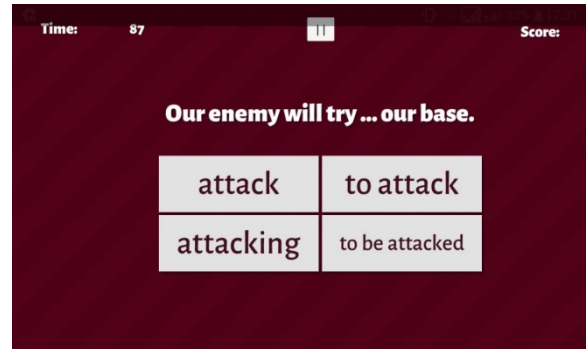 Time: 87 Score:
Our enemy will try ... our base.
attack to attack
attacking to be attacked